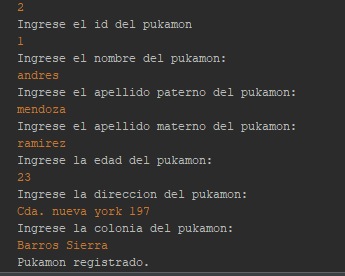 2
Ingrese el id del pukamon
1
Ingrese el nombre del pukamon:
andres
Ingrese el apellido paterno del pukamon:
mendoza
Ingrese el apellido materno del pukamon:
ramirez
Ingrese la edad del pukamon:
23
Ingrese la direccion del pukamon:
Cda. nueva york 197
Ingrese la colonia del pukamon:
Barros Sierra
Pukamon registrado.